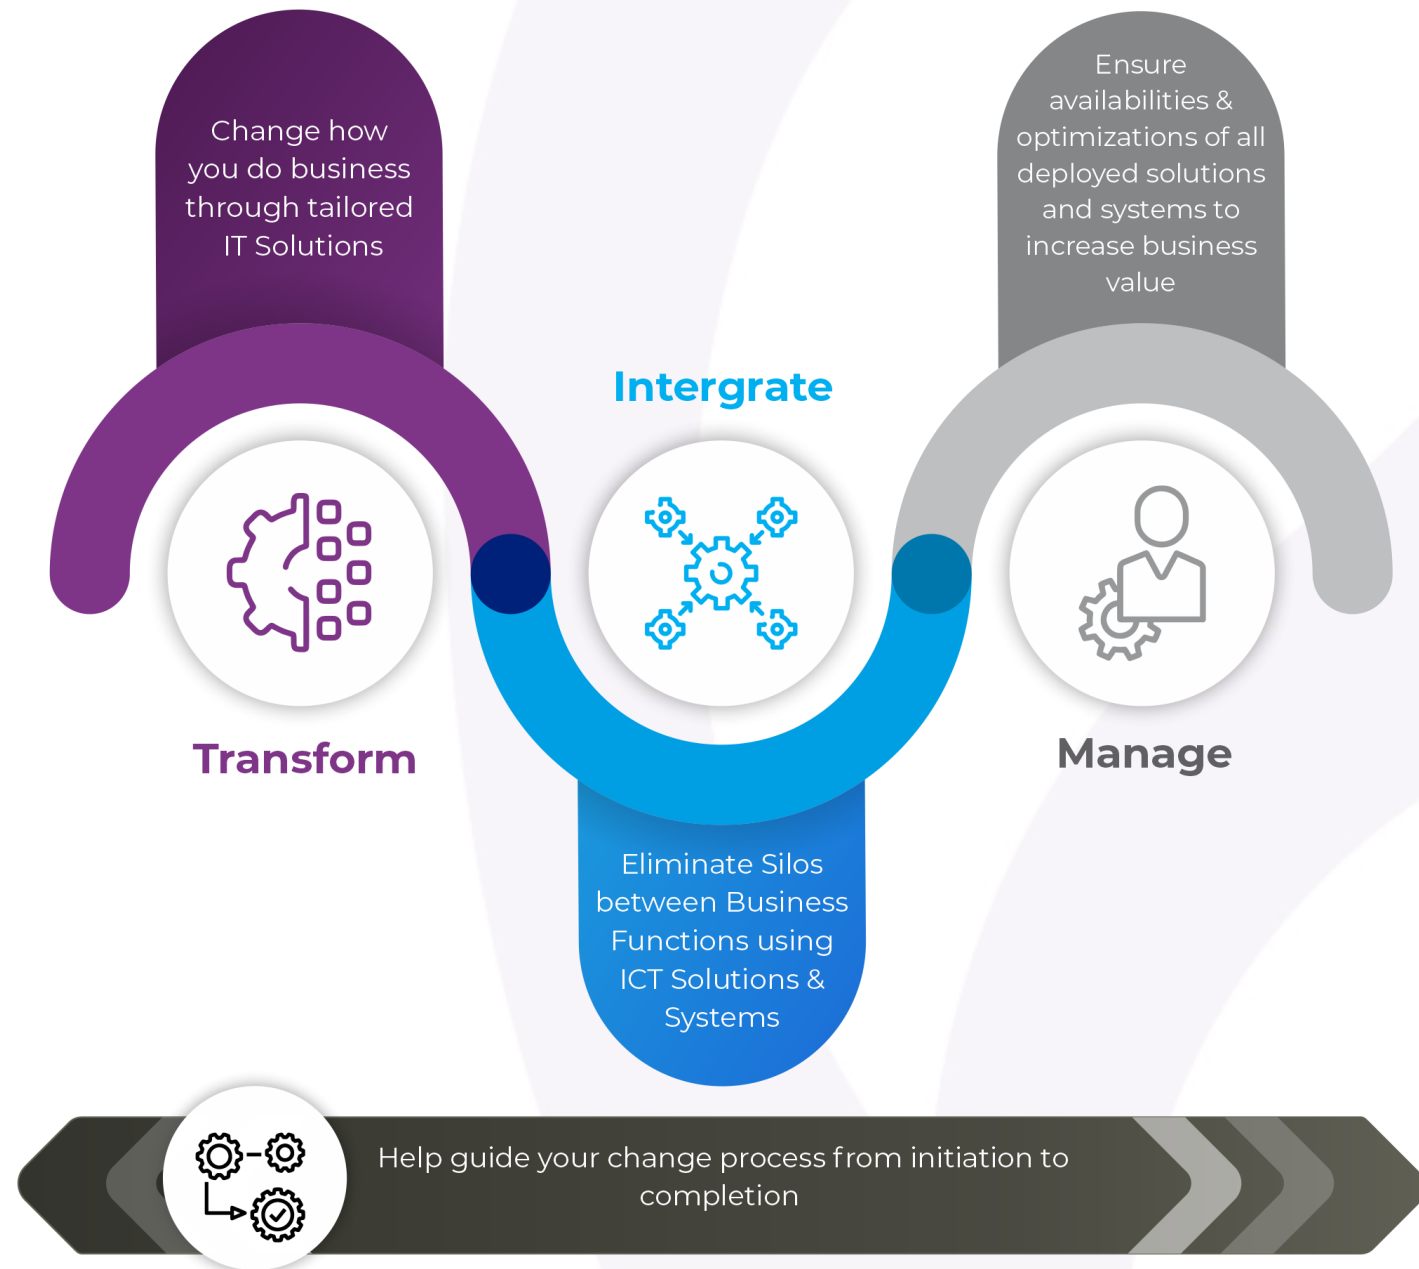 Change how
you do business
through tailored
IT Solutions
Transform
Intergrate
Eliminate Silos
between Business
Functions using
ICT Solutions &
Systems
Ensure
availabilities &
optimizations of all
deployed solutions
and systems to
increase business
value
Manage
Help guide your change process from initiation to
completion